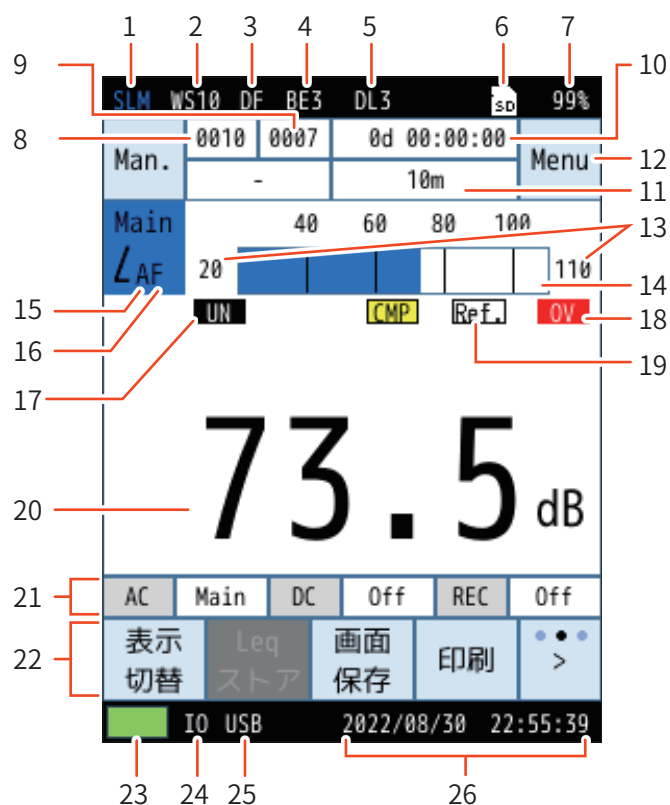 1 2 3 4 5 6 7
9
SLM WS10 DF BE3 DL3 SD 99%
10
8
Man. 0010 0007 0d 00:00:00 Menu
12
- 10m
11
Main 40 60 80 100
13
LAF 20 110
14
15
UN CMP Ref. OV
18
16
19
17
73.5 dB
20
21
AC Main DC Off REC Off
22
表示切替 Leqストア 画面保存 印刷 >
IO USB 2022/08/30 22:55:39
23 24 25 26